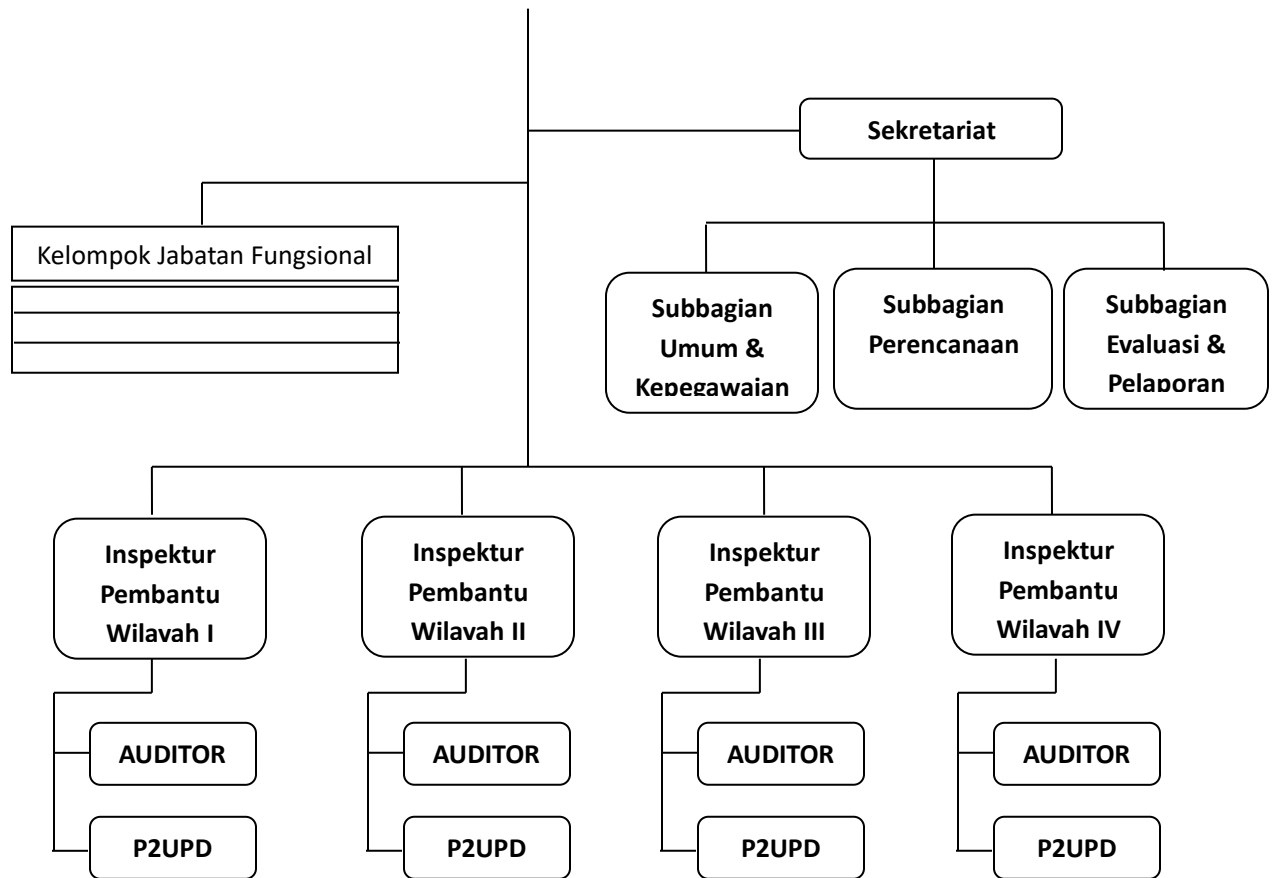 Sekretariat
Kelompok Jabatan Fungsional
Subbagian
Umum &
Kepegawaian
Subbagian
Perencanaan
Subbagian
Evaluasi &
Pelaporan
Inspektur
Pembantu
Wilayah I
Inspektur
Pembantu
Wilayah II
Inspektur
Pembantu
Wilayah III
Inspektur
Pembantu
Wilayah IV
AUDITOR
AUDITOR
AUDITOR
AUDITOR
P2UPD
P2UPD
P2UPD
P2UPD